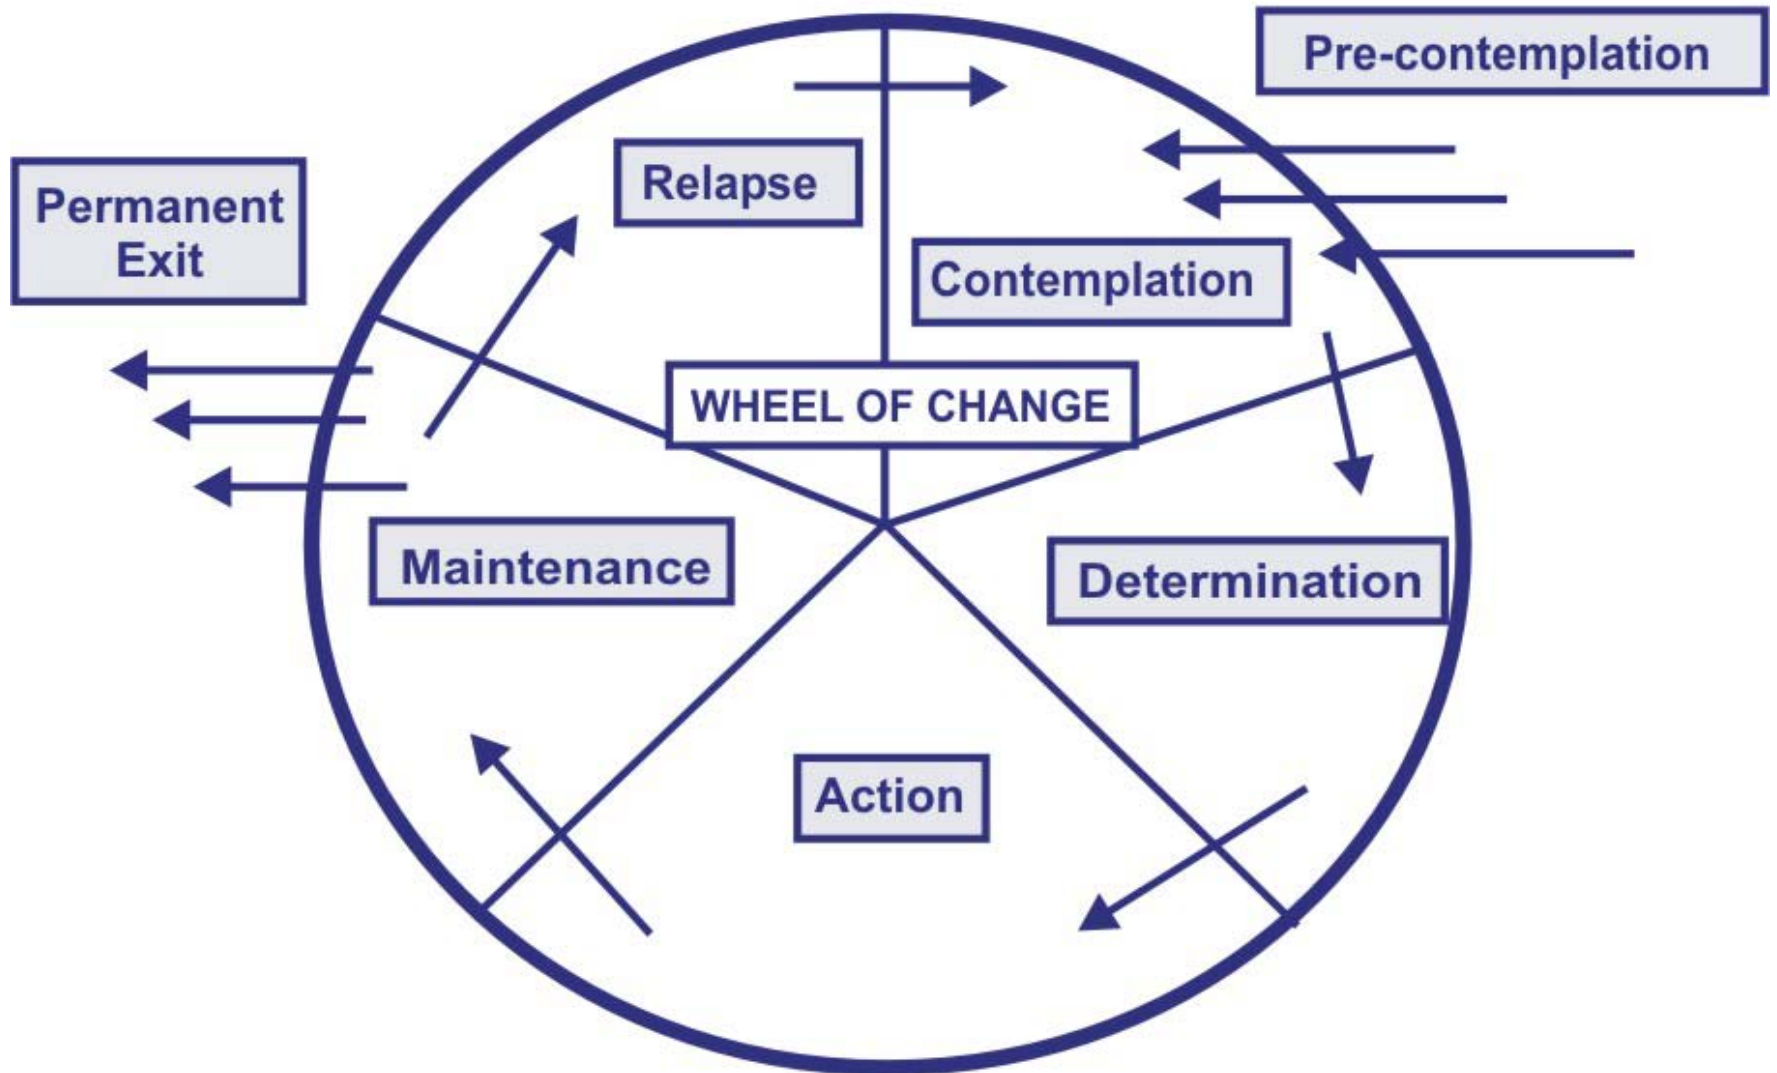 Pre-contemplation
Permanent
Exit
Relapse
Contemplation
WHEEL OF CHANGE
Maintenance
Determination
Action